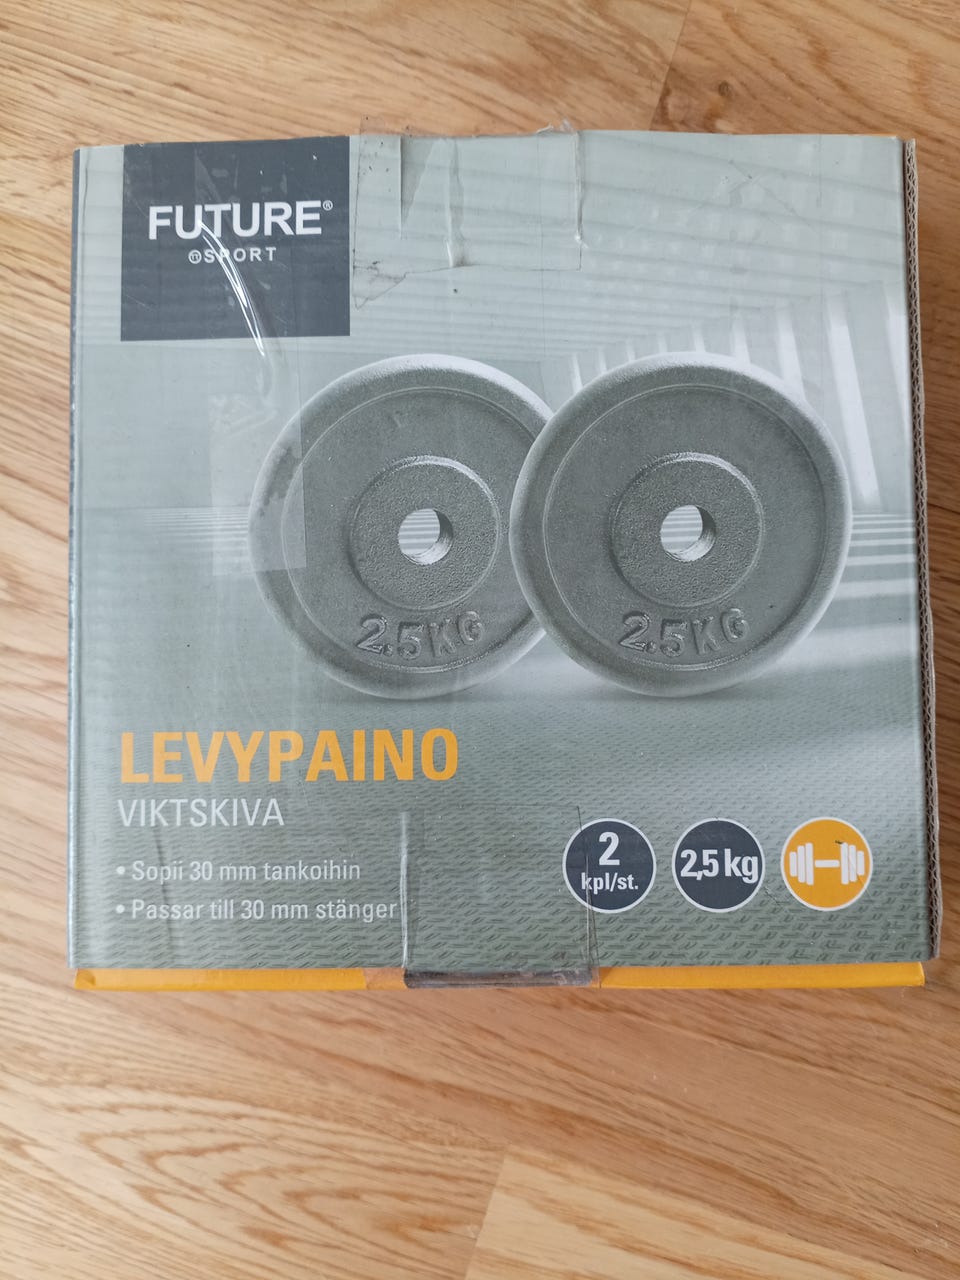 FUTURE®
SPORT
2.5KG
2.5KG
LEVYPAINO
VIKTSKIVA
• Sopii 30 mm tankoihin
• Passar till 30 mm stänger
2
kpl/st.
2,5 kg